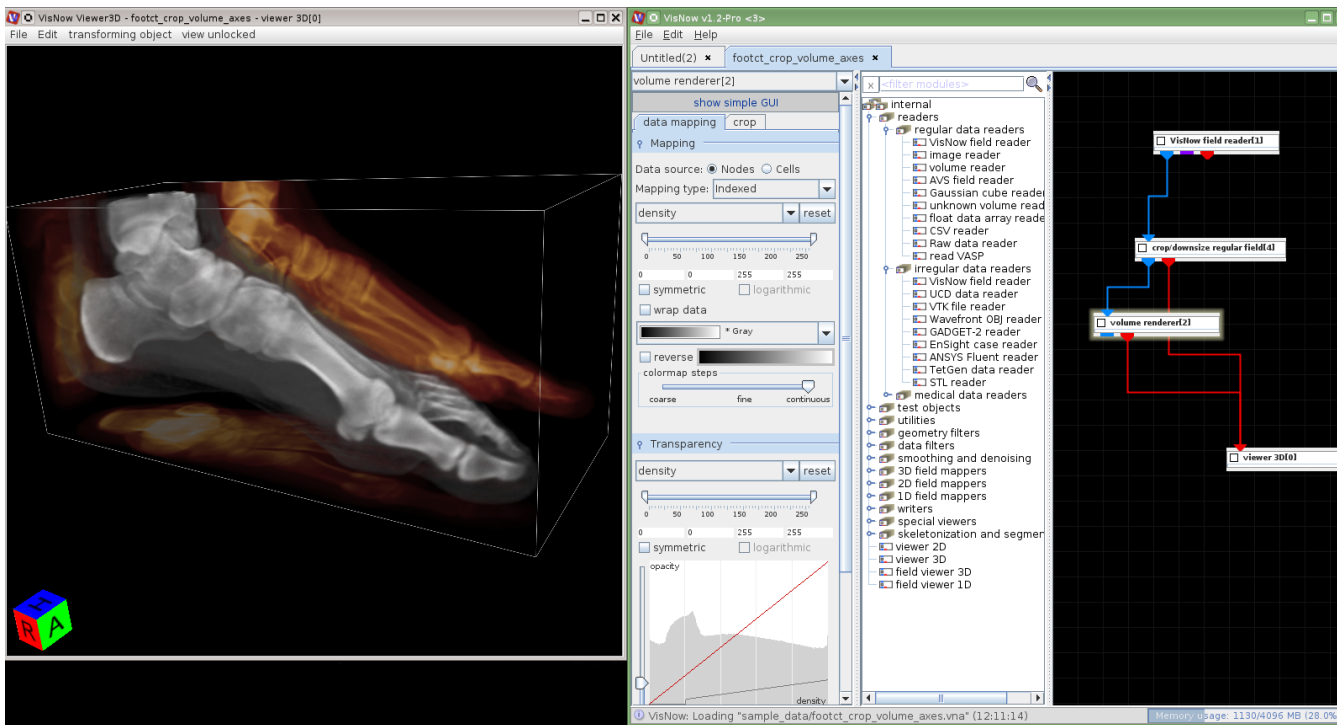 VisNow Viewer3D - footct_crop_volume_axes - viewer 3D[0]
File Edit transforming object view unlocked
H
R A
VisNow v1.2-Pro <3>
File Edit Help
Untitled(2)
footct_crop_volume_axes
volume renderer[2]
show simple GUI
data mapping
crop
Mapping
Data source: Nodes Cells
Mapping type: Indexed
density
reset
0 50 100 150 200 250
0 0 255 255
symmetric
logarithmic
wrap data
* Gray
reverse
colormap steps
coarse fine continuous
Transparency
density
reset
0 50 100 150 200 250
0 0 255 255
symmetric
logarithmic
opacity
density
x <filter modules>
internal
readers
regular data readers
VisNow field reader
image reader
volume reader
AVS field reader
Gaussian cube reader
unknown volume read
float data array reade
CSV reader
Raw data reader
read VASP
irregular data readers
VisNow field reader
UCD data reader
VTK file reader
Wavefront OBJ reader
GADGET-2 reader
EnSight case reader
ANSYS Fluent reader
TetGen data reader
STL reader
medical data readers
test objects
utilities
geometry filters
data filters
smoothing and denoising
3D field mappers
2D field mappers
1D field mappers
writers
special viewers
skeletonization and segmen
viewer 2D
viewer 3D
field viewer 3D
field viewer 1D
VisNow field reader[1]
crop/downsize regular field[4]
volume renderer[2]
viewer 3D[0]
VisNow: Loading "sample_data/footct_crop_volume_axes.vna" (12:11:14)
Memory usage: 1130/4096 MB (28.0%